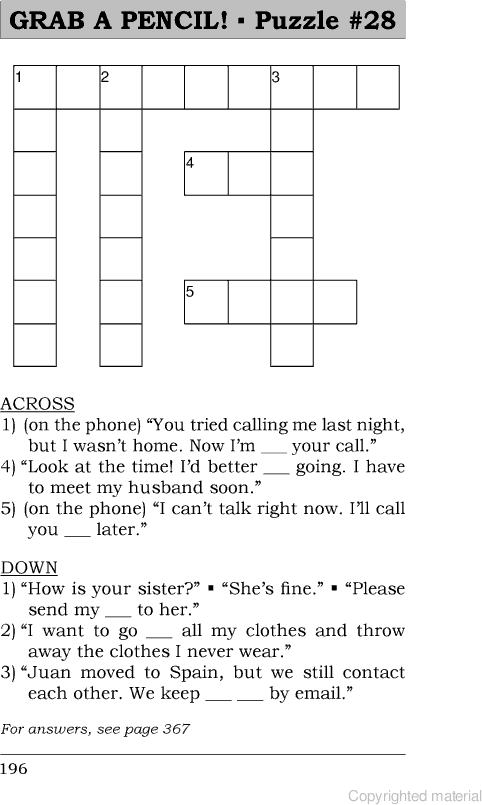 GRAB A PENCIL! ▪ Puzzle #28
1 2 3
4
5
ACROSS
1) (on the phone) “You tried calling me last night,
but I wasn’t home. Now I’m ___ your call.”
4) “Look at the time! I’d better ___ going. I have
to meet my husband soon.”
5) (on the phone) “I can’t talk right now. I’ll call
you ___ later.”
DOWN
1) “How is your sister?” ▪ “She’s fine.” ▪ “Please
send my ___ to her.”
2) “I want to go ___ all my clothes and throw
away the clothes I never wear.”
3) “Juan moved to Spain, but we still contact
each other. We keep ___ ___ by email.”
For answers, see page 367
196
Copyrighted material